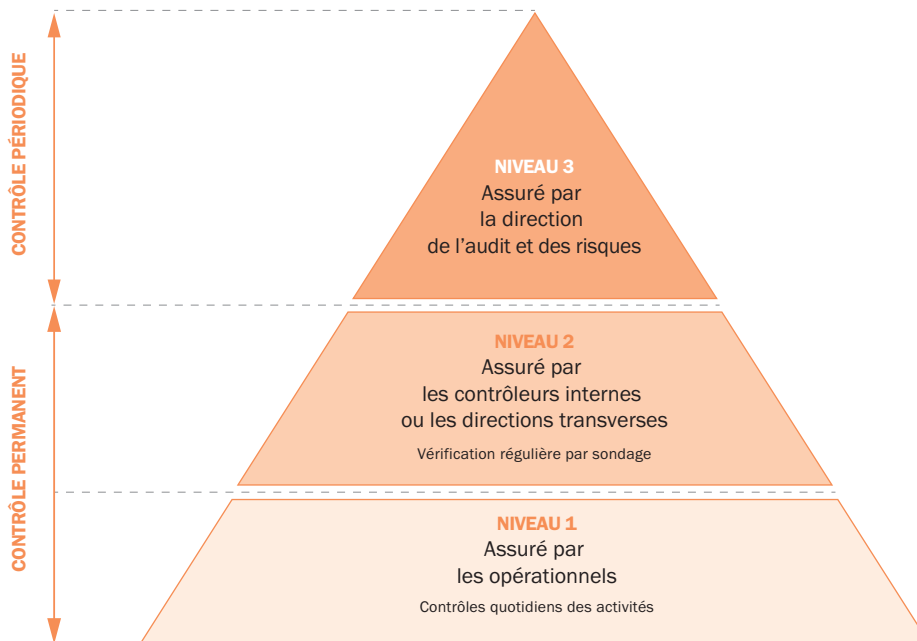 CONTRÔLE PÉRIODIQUE
NIVEAU 3
Assuré par
la direction
de l’audit et des risques
CONTRÔLE PERMANENT
NIVEAU 2
Assuré par
les contrôleurs internes
ou les directions transverses
Vérification régulière par sondage
NIVEAU 1
Assuré par
les opérationnels
Contrôles quotidiens des activités